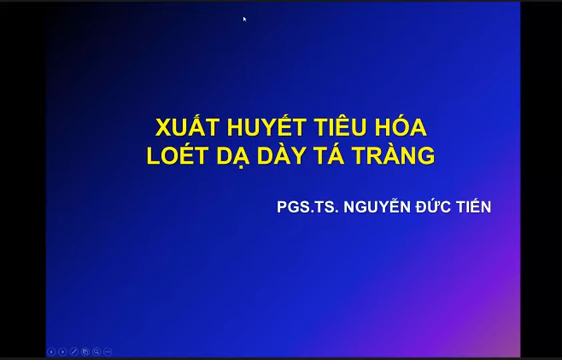 XUẤT HUYẾT TIÊU HÓA
LOÉT DẠ DÀY TÁ TRÀNG
PGS.TS. NGUYỄN ĐỨC TIẾN